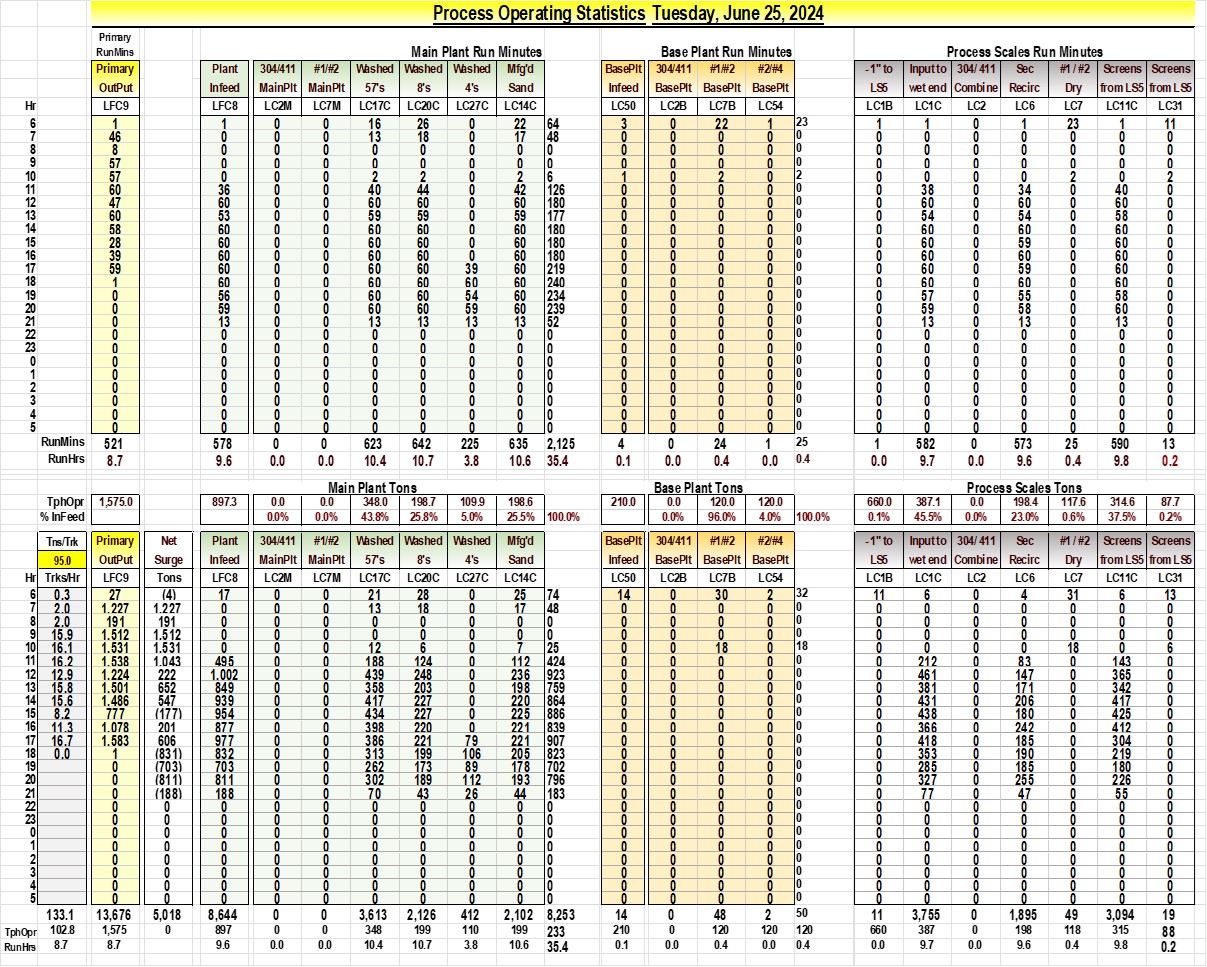 Process Operating Statistics Tuesday, June 25, 2024
Primary
RunMins Main Plant Run Minutes Base Plant Run Minutes Process Scales Run Minutes
Primary Plant 304/411 #1/#2 Washed Washed Washed Mfg'd BasePlt 304/411 #1/#2 #2/#4 -1" to Input to 304/ 411 Sec #1 / #2 Screens Screens
OutPut Infeed MainPlt MainPlt 57's 8's 4's Sand Infeed BasePlt BasePlt BasePlt LS5 wet end Combine Recirc Dry from LS5 from LS5
Hr LFC9 LFC8 LC2M LC7M LC17C LC20C LC27C LC14C LC50 LC2B LC7B LC54 LC1B LC1C LC2 LC6 LC7 LC11C LC31
6 1 1 0 0 16 26 0 22 64 3 0 22 1 23 1 1 0 1 23 1 11
7 46 0 0 0 13 18 0 17 48 0 0 0 0 0 0 0 0 0 0 0 0
8 8 0 0 0 0 0 0 0 0 0 0 0 0 0 0 0 0 0 0 0 0
9 57 0 0 0 0 0 0 0 0 0 0 0 0 0 0 0 0 0 0 0 0
10 57 0 0 0 2 2 0 2 6 1 0 2 0 2 0 0 0 0 2 0 2
11 60 36 0 0 40 44 0 42 126 0 0 0 0 0 0 38 0 34 0 40 0
12 47 60 0 0 60 60 0 60 180 0 0 0 0 0 0 60 0 60 0 60 0
13 60 53 0 0 59 59 0 59 177 0 0 0 0 0 0 54 0 54 0 58 0
14 58 60 0 0 60 60 0 60 180 0 0 0 0 0 0 60 0 60 0 60 0
15 28 60 0 0 60 60 0 60 180 0 0 0 0 0 0 60 0 59 0 60 0
16 39 60 0 0 60 60 0 60 180 0 0 0 0 0 0 60 0 60 0 60 0
17 59 60 0 0 60 60 39 60 219 0 0 0 0 0 0 60 0 59 0 60 0
18 1 60 0 0 60 60 60 60 240 0 0 0 0 0 0 60 0 60 0 60 0
19 0 56 0 0 60 60 54 60 234 0 0 0 0 0 0 57 0 55 0 58 0
20 0 59 0 0 60 60 59 60 239 0 0 0 0 0 0 59 0 58 0 60 0
21 0 13 0 0 13 13 13 13 52 0 0 0 0 0 0 13 0 13 0 13 0
22 0 0 0 0 0 0 0 0 0 0 0 0 0 0 0 0 0 0 0 0 0
23 0 0 0 0 0 0 0 0 0 0 0 0 0 0 0 0 0 0 0 0 0
0 0 0 0 0 0 0 0 0 0 0 0 0 0 0 0 0 0 0 0 0 0
1 0 0 0 0 0 0 0 0 0 0 0 0 0 0 0 0 0 0 0 0 0
2 0 0 0 0 0 0 0 0 0 0 0 0 0 0 0 0 0 0 0 0 0
3 0 0 0 0 0 0 0 0 0 0 0 0 0 0 0 0 0 0 0 0 0
4 0 0 0 0 0 0 0 0 0 0 0 0 0 0 0 0 0 0 0 0 0
5 0 0 0 0 0 0 0 0 0 0 0 0 0 0 0 0 0 0 0 0 0
RunMins 521 578 0 0 623 642 225 635 2,125 4 0 24 1 25 1 582 0 573 25 590 13
RunHrs 8.7 9.6 0.0 0.0 10.4 10.7 3.8 10.6 35.4 0.1 0.0 0.4 0.0 0.4 0.0 9.7 0.0 9.6 0.4 9.8 0.2
Main Plant Tons Base Plant Tons Process Scales Tons
TphOpr 1,575.0 897.3 0.0 0.0 348.0 198.7 109.9 198.6 210.0 0.0 120.0 120.0 660.0 387.1 0.0 198.4 117.6 314.6 87.7
% InFeed 0.0% 0.0% 43.8% 25.8% 5.0% 25.5% 100.0% 0.0% 96.0% 4.0% 100.0% 0.1% 45.5% 0.0% 23.0% 0.6% 37.5% 0.2%
Tns/Trk Primary Net Plant 304/411 #1/#2 Washed Washed Washed Mfg'd BasePlt 304/411 #1/#2 #2/#4 -1" to Input to 304/ 411 Sec #1 / #2 Screens Screens
95.0 OutPut Surge Infeed MainPlt MainPlt 57's 8's 4's Sand Infeed BasePlt BasePlt BasePlt LS5 wet end Combine Recirc Dry from LS5 from LS5
Hr Trks/Hr LFC9 Tons LFC8 LC2M LC7M LC17C LC20C LC27C LC14C LC50 LC2B LC7B LC54 LC1B LC1C LC2 LC6 LC7 LC11C LC31
6 0.3 27 (4) 17 0 0 21 28 0 25 74 14 0 30 2 32 11 6 0 4 31 6 13
7 2.0 1.227 1.227 0 0 0 13 18 0 17 48 0 0 0 0 0 0 0 0 0 0 0 0
8 2.0 191 191 0 0 0 0 0 0 0 0 0 0 0 0 0 0 0 0 0 0 0 0
9 15.9 1.512 1.512 0 0 0 0 0 0 0 0 0 0 0 0 0 0 0 0 0 0 0 0
10 16.1 1.531 1.531 0 0 0 12 6 0 7 25 0 0 18 0 18 0 0 0 0 18 0 6
11 16.2 1.538 1.043 495 0 0 188 124 0 112 424 0 0 0 0 0 0 212 0 83 0 143 0
12 12.9 1.224 222 1.002 0 0 439 248 0 236 923 0 0 0 0 0 0 461 0 147 0 365 0
13 15.8 1.501 652 849 0 0 358 203 0 198 759 0 0 0 0 0 0 381 0 171 0 342 0
14 15.6 1.486 547 939 0 0 417 227 0 220 864 0 0 0 0 0 0 431 0 206 0 417 0
15 8.2 777 (177) 954 0 0 434 227 0 225 886 0 0 0 0 0 0 438 0 180 0 425 0
16 11.3 1.078 201 877 0 0 398 220 0 221 839 0 0 0 0 0 0 366 0 242 0 412 0
17 16.7 1.583 606 977 0 0 386 221 79 221 907 0 0 0 0 0 0 418 0 185 0 304 0
18 0.0 1 (831) 832 0 0 313 199 106 205 823 0 0 0 0 0 0 353 0 190 0 219 0
19 0 (703) 703 0 0 262 173 89 178 702 0 0 0 0 0 0 285 0 185 0 180 0
20 0 (811) 811 0 0 302 189 112 193 796 0 0 0 0 0 0 327 0 255 0 226 0
21 0 (188) 188 0 0 70 43 26 44 183 0 0 0 0 0 0 77 0 47 0 55 0
22 0 0 0 0 0 0 0 0 0 0 0 0 0 0 0 0 0 0 0 0 0 0
23 0 0 0 0 0 0 0 0 0 0 0 0 0 0 0 0 0 0 0 0 0 0
0 0 0 0 0 0 0 0 0 0 0 0 0 0 0 0 0 0 0 0 0 0 0
1 0 0 0 0 0 0 0 0 0 0 0 0 0 0 0 0 0 0 0 0 0 0
2 0 0 0 0 0 0 0 0 0 0 0 0 0 0 0 0 0 0 0 0 0 0
3 0 0 0 0 0 0 0 0 0 0 0 0 0 0 0 0 0 0 0 0 0 0
4 0 0 0 0 0 0 0 0 0 0 0 0 0 0 0 0 0 0 0 0 0 0
5 0 0 0 0 0 0 0 0 0 0 0 0 0 0 0 0 0 0 0 0 0 0
133.1 13,676 5,018 8,644 0 0 3,613 2,126 412 2,102 8,253 14 0 48 2 50 11 3,755 0 1,895 49 3,094 19
TphOpr 102.8 1,575 0 897 0 0 348 199 110 199 233 210 0 120 120 120 660 387 0 198 118 315 88
RunHrs 8.7 8.7 9.6 0.0 0.0 10.4 10.7 3.8 10.6 35.4 0.1 0.0 0.4 0.0 0.4 0.0 9.7 0.0 9.6 0.4 9.8 0.2